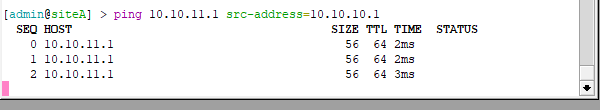 [admin@siteA] > ping 10.10.11.1 src-address=10.10.10.1
SEQ HOST SIZE TTL TIME STATUS
0 10.10.11.1 56 64 2ms
1 10.10.11.1 56 64 2ms
2 10.10.11.1 56 64 3ms